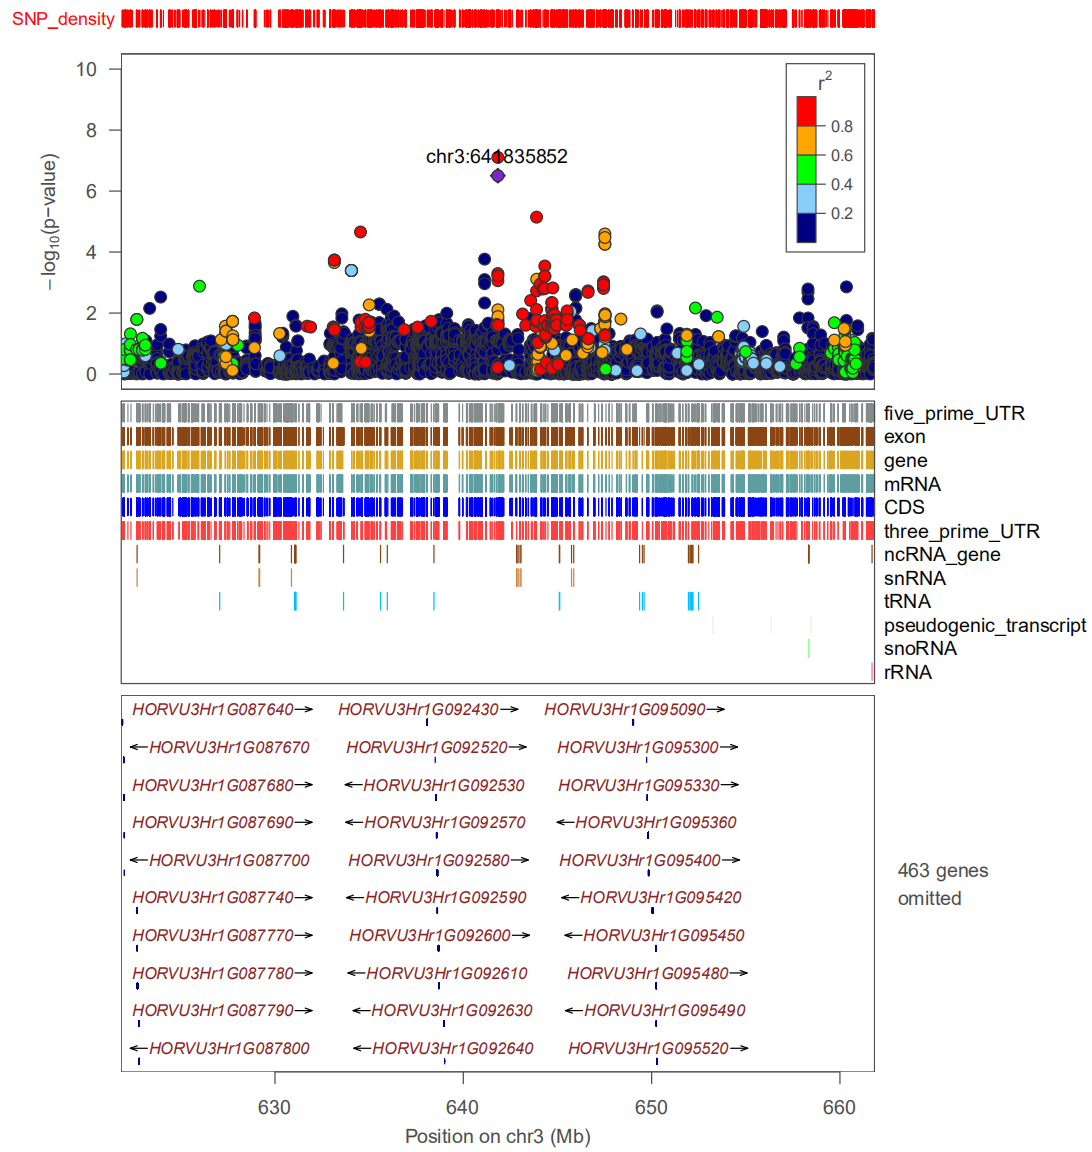 SNP_density
10
8
6
4
2
0
−log10(p−value)
chr3:641835852
r2
0.8
0.6
0.4
0.2
five_prime_UTR
exon
gene
mRNA
CDS
three_prime_UTR
ncRNA_gene
snRNA
tRNA
pseudogenic_transcript
snoRNA
rRNA
HORVU3Hr1G087640 HORVU3Hr1G092430 HORVU3Hr1G095090
HORVU3Hr1G087670 HORVU3Hr1G092520 HORVU3Hr1G095300
HORVU3Hr1G087680 HORVU3Hr1G092530 HORVU3Hr1G095330
HORVU3Hr1G087690 HORVU3Hr1G092570 HORVU3Hr1G095360
HORVU3Hr1G087700 HORVU3Hr1G092580 HORVU3Hr1G095400
HORVU3Hr1G087740 HORVU3Hr1G092590 HORVU3Hr1G095420
HORVU3Hr1G087770 HORVU3Hr1G092600 HORVU3Hr1G095450
HORVU3Hr1G087780 HORVU3Hr1G092610 HORVU3Hr1G095480
HORVU3Hr1G087790 HORVU3Hr1G092630 HORVU3Hr1G095490
HORVU3Hr1G087800 HORVU3Hr1G092640 HORVU3Hr1G095520
463 genes
omitted
630 640 650 660
Position on chr3 (Mb)